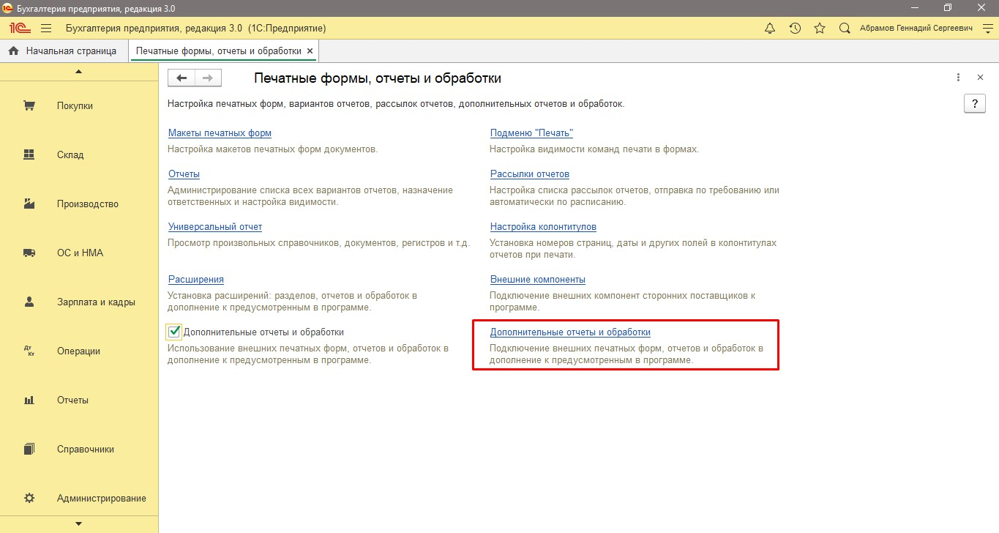 Бухгалтерия предприятия, редакция 3.0
Бухгалтерия предприятия, редакция 3.0 (1С:Предприятие)
Абрамов Геннадий Сергеевич
Начальная страница
Печатные формы, отчеты и обработки ×
Покупки
Склад
Производство
ОС и НМА
Зарплата и кадры
Дт
Кт
Операции
Отчеты
Справочники
Администрирование
Печатные формы, отчеты и обработки
Настройка печатных форм, вариантов отчетов, рассылок отчетов, дополнительных отчетов и обработок.
?
Макеты печатных форм
Настройка макетов печатных форм документов.
Подменю "Печать"
Настройка видимости команд печати в формах.
Отчеты
Администрирование списка всех вариантов отчетов, назначение
ответственных и настройка видимости.
Рассылки отчетов
Настройка списка рассылок отчетов, отправка по требованию или
автоматически по расписанию.
Универсальный отчет
Просмотр произвольных справочников, документов, регистров и т.д.
Настройка колонтитулов
Установка номеров страниц, даты и других полей в колонтитулах
отчетов при печати.
Расширения
Установка расширений: разделов, отчетов и обработок в
дополнение к предусмотренным в программе.
Внешние компоненты
Подключение внешних компонент сторонних поставщиков к
программе.
Дополнительные отчеты и обработки
Использование внешних печатных форм, отчетов и обработок в
дополнение к предусмотренным в программе.
Дополнительные отчеты и обработки
Подключение внешних печатных форм, отчетов и обработок в
дополнение к предусмотренным в программе.